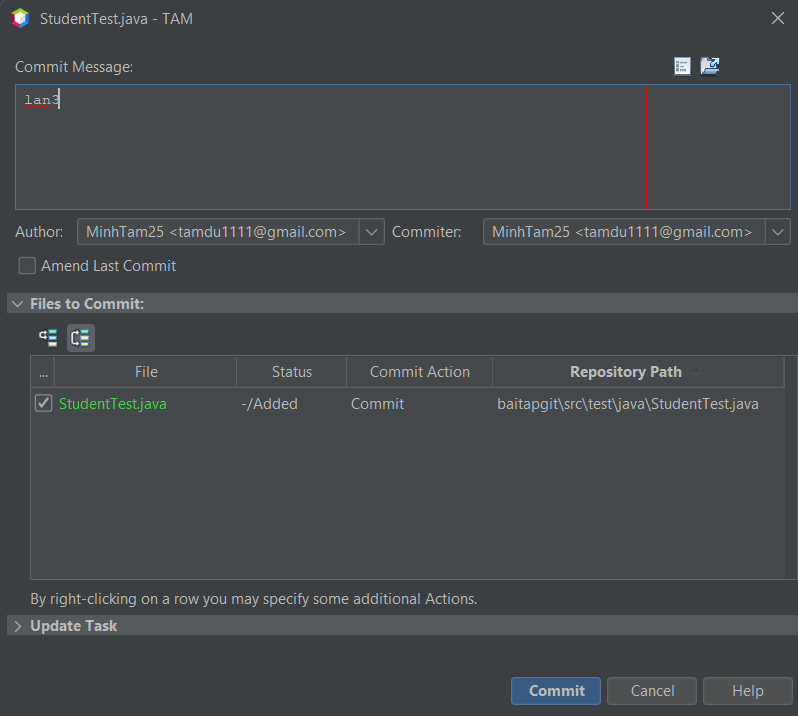 StudentTest.java - TAM
Commit Message:
lan3
Author: MinhTam25 <tamdu1111@gmail.com> Commiter: MinhTam25 <tamdu1111@gmail.com>
Amend Last Commit
Files to Commit:
... File Status Commit Action Repository Path
StudentTest.java -/Added Commit baitapgit\src\test\java\StudentTest.java
By right-clicking on a row you may specify some additional Actions.
Update Task
Commit Cancel Help